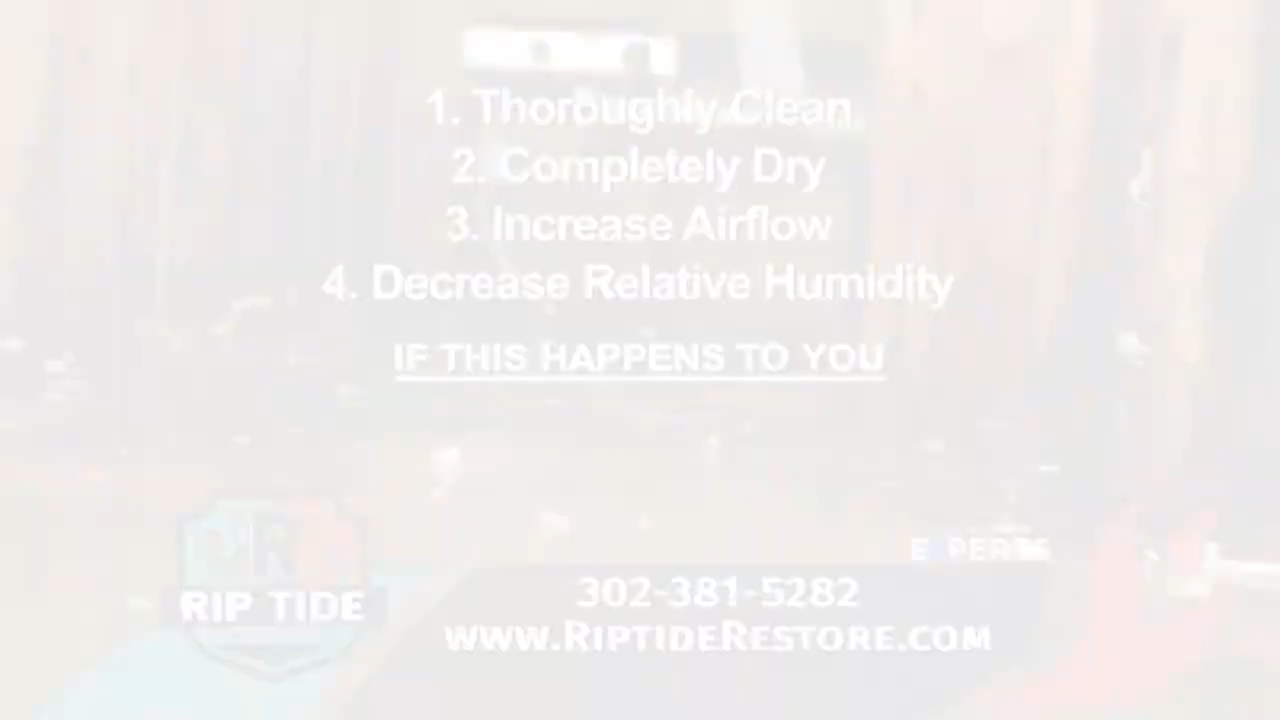 1. Thoroughly Clean
2. Completely Dry
3. Increase Airflow
4. Decrease Relative Humidity
IF THIS HAPPENS TO YOU
RIP TIDE
EXPERTS
302-381-5282
WWW.RIPTIDERESTORE.COM